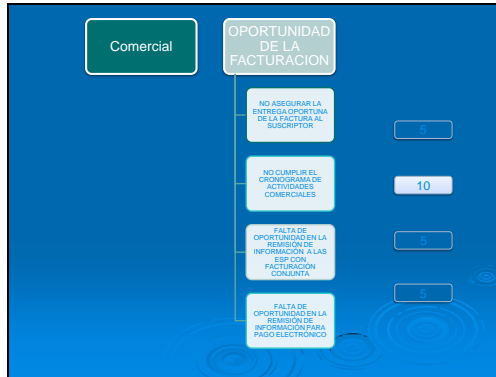 Comercial
OPORTUNIDAD
DE LA
FACTURACION
NO ASEGURAR LA
ENTREGA OPORTUNA
DE LA FACTURA AL
SUSCRIPTOR
5
NO CUMPLIR EL
CRONOGRAMA DE
ACTIVIDADES
COMERCIALES
10
FALTA DE
OPORTUNIDAD EN LA
REMISIÓN DE
INFORMACIÓN A LAS
ESP CON
FACTURACIÓN
CONJUNTA
5
FALTA DE
OPORTUNIDAD EN LA
REMISIÓN DE
INFORMACIÓN PARA
PAGO ELECTRÓNICO
5